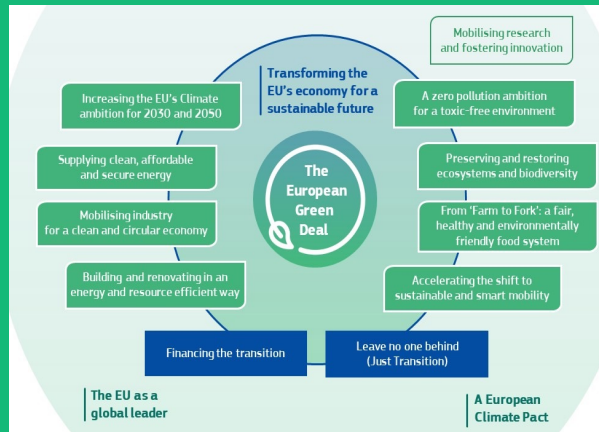 Mobilising research
and fostering innovation
Transforming the
EU's economy for a
sustainable future
Increasing the EU's Climate
ambition for 2030 and 2050
A zero pollution ambition
for a toxic-free environment
Supplying clean, affordable
and secure energy
Preserving and restoring
ecosystems and biodiversity
The
European
Green
Deal
Mobilising industry
for a clean and circular economy
From 'Farm to Fork': a fair,
healthy and environmentally
friendly food system
Building and renovating in an
energy and resource efficient way
Accelerating the shift to
sustainable and smart mobility
Financing the transition
Leave no one behind
(Just Transition)
The EU as a
global leader
A European
Climate Pact